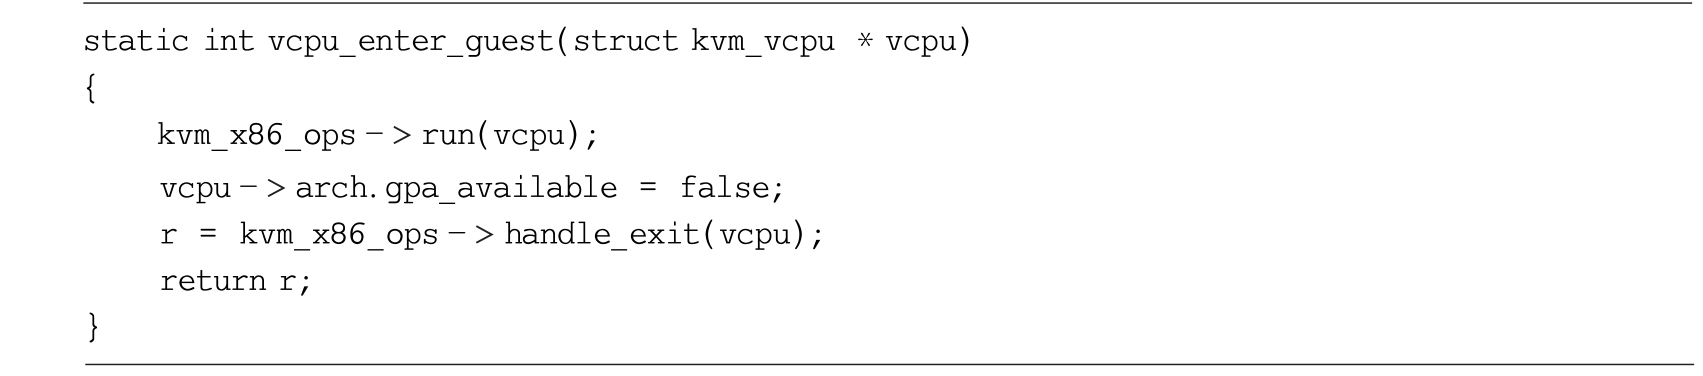 static int vcpu_enter_guest(struct kvm_vcpu * vcpu)
{
kvm_x86_ops->run(vcpu);
vcpu->arch.gpa_available = false;
r = kvm_x86_ops->handle_exit(vcpu);
return r;
}